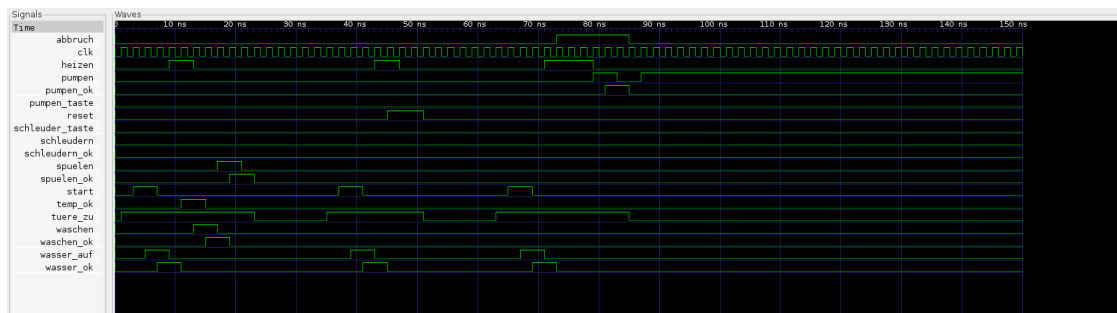 Signals
Waves
Time
10 ns 20 ns 30 ns 40 ns 50 ns 60 ns 70 ns 80 ns 90 ns 100 ns 110 ns 120 ns 130 ns 140 ns 150 ns
abbruch
clk
heizen
pumpen
pumpen_ok
pumpen_taste
reset
schleuder_taste
schleudern
schleudern_ok
spuelen
spuelen_ok
start
temp_ok
tuere_zu
waschen
waschen_ok
wasser_auf
wasser_ok